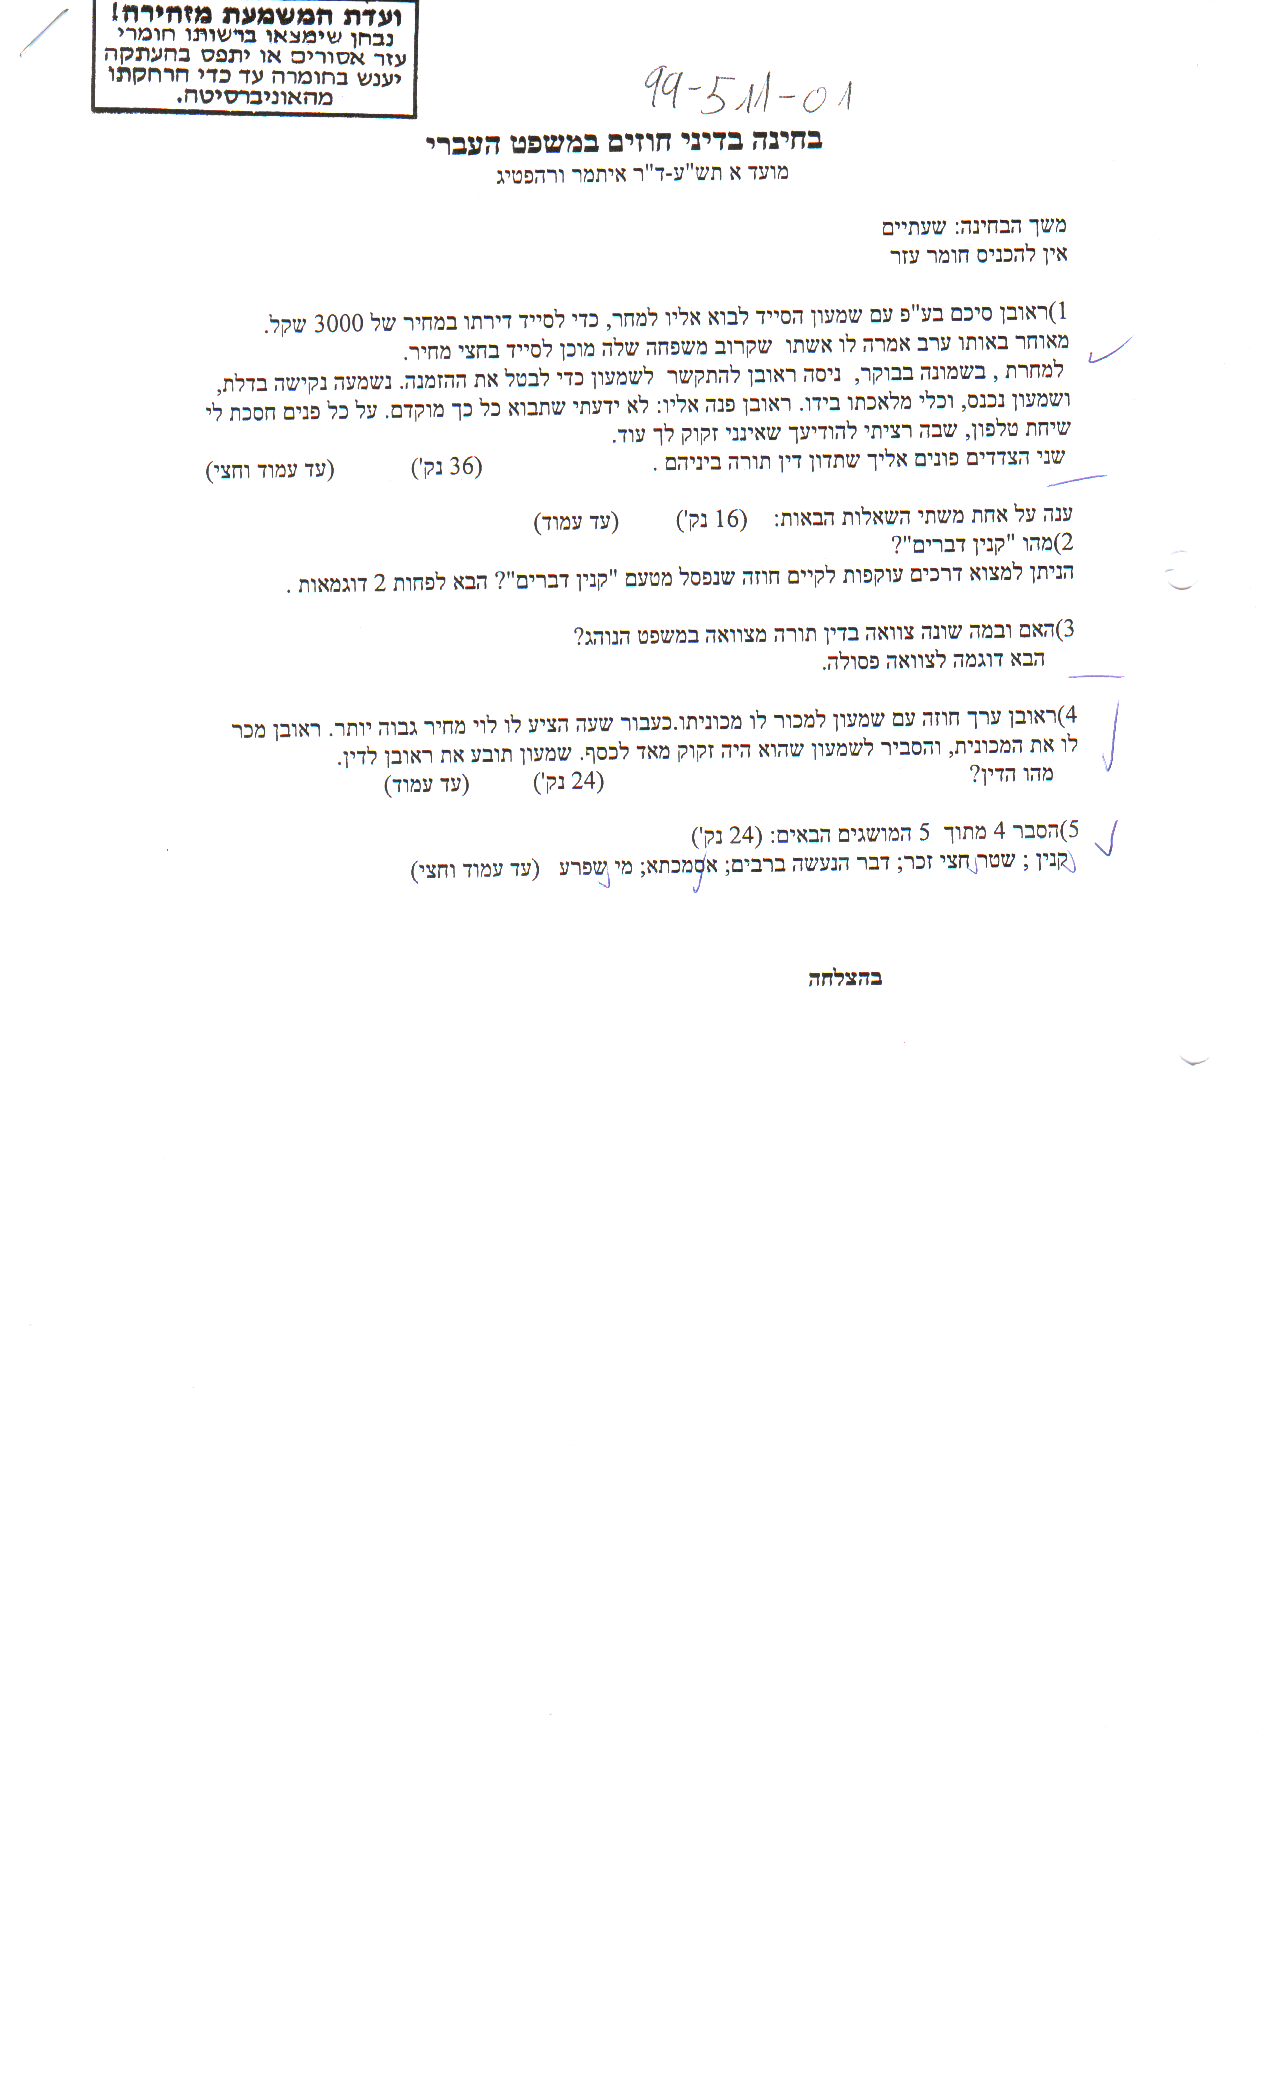 ועדת המשמעת מזהירה!
נבחן שימצאו ברשותו חומרי
עזר אסורים או יתפס בהעתקה
יענש בחומרה עד כדי הרחקתו
מהאוניברסיטה.
99-511-01
בחינה בדיני חוזים במשפט העברי
מועד א תש"ע-ד"ר איתמר ורהפטיג
משך הבחינה: שעתיים
אין להכניס חומר עזר
1)ראובן סיכם בע"פ עם שמעון הסייד לבוא אליו למחר, כדי לסייד דירתו במחיר של 3000 שקל.
מאוחר באותו ערב אמרה לו אשתו שקרוב משפחה שלה מוכן לסייד בחצי מחיר.
למחרת , בשמונה בבוקר, ניסה ראובן להתקשר לשמעון כדי לבטל את ההזמנה. נשמעה נקישה בדלת,
ושמעון נכנס, וכלי מלאכתו בידו. ראובן פנה אליו: לא ידעתי שתבוא כל כך מוקדם. על כל פנים חסכת לי
שיחת טלפון, שבה רציתי להודיעך שאינני זקוק לך עוד.
שני הצדדים פונים אליך שתדון דין תורה ביניהם . (36 נק') (עד עמוד וחצי)
ענה על אחת משתי השאלות הבאות: (16 נק') (עד עמוד)
2)מהו "קנין דברים"?
הניתן למצוא דרכים עוקפות לקיים חוזה שנפסל מטעם "קנין דברים"? הבא לפחות 2 דוגמאות .
3)האם ובמה שונה צוואה בדין תורה מצוואה במשפט הנוהג?
הבא דוגמה לצוואה פסולה.
4)ראובן ערך חוזה עם שמעון למכור לו מכוניתו.כעבור שעה הציע לו לוי מחיר גבוה יותר. ראובן מכר
לו את המכונית, והסביר לשמעון שהוא היה זקוק מאד לכסף. שמעון תובע את ראובן לדין.
מהו הדין? (24 נק') (עד עמוד)
5)הסבר 4 מתוך 5 המושגים הבאים: (24 נק')
קנין ; שטר חצי זכר; דבר הנעשה ברבים; אסמכתא; מי שפרע (עד עמוד וחצי)
בהצלחה